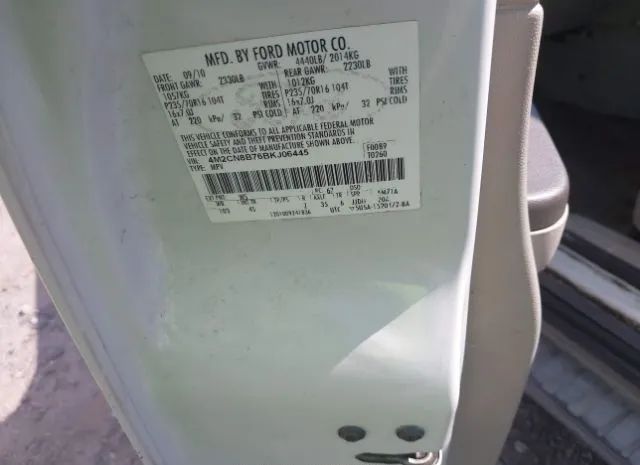 MFD. BY FORD MOTOR CO.
DATE: 09/10 GVWR: 4440LB/ 2014KG
FRONT GAWR: 2330LB REAR GAWR: 2230LB
1057KG WITH 1012KG WITH
P235/70R16 104T TIRES P235/70R16 104T TIRES
16x7.0J RIMS 16x7.0J RIMS
AT 220 kPa/ 32 PSI COLD AT 220 kPa/ 32 PSI COLD
THIS VEHICLE CONFORMS TO ALL APPLICABLE FEDERAL MOTOR
VEHICLE SAFETY AND THEFT PREVENTION STANDARDS IN
EFFECT ON THE DATE OF MANUFACTURE SHOWN ABOVE.
VIN: 4M2CN8B76BKJ06445 F0089
TYPE: MPV T0260